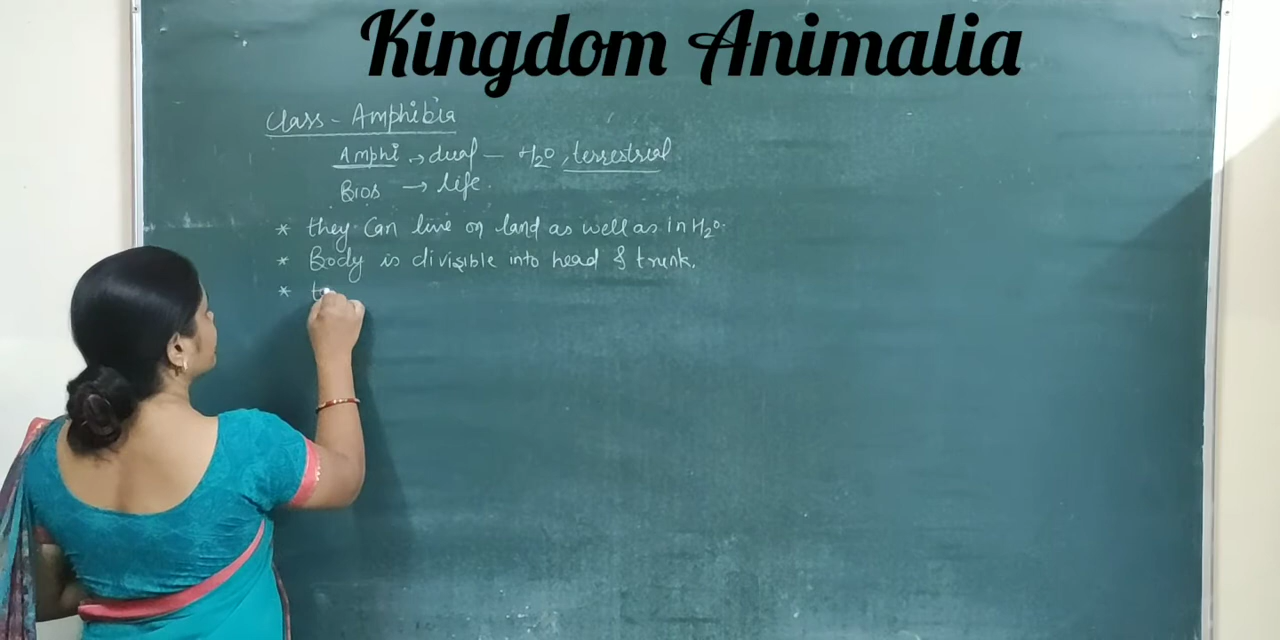 Kingdom Animalia
Class - Amphibia
Amphi → dual – H2O, terrestrial
Bios → life.
* they can live on land as well as in H2O.
* Body is divisible into head & trunk.
*